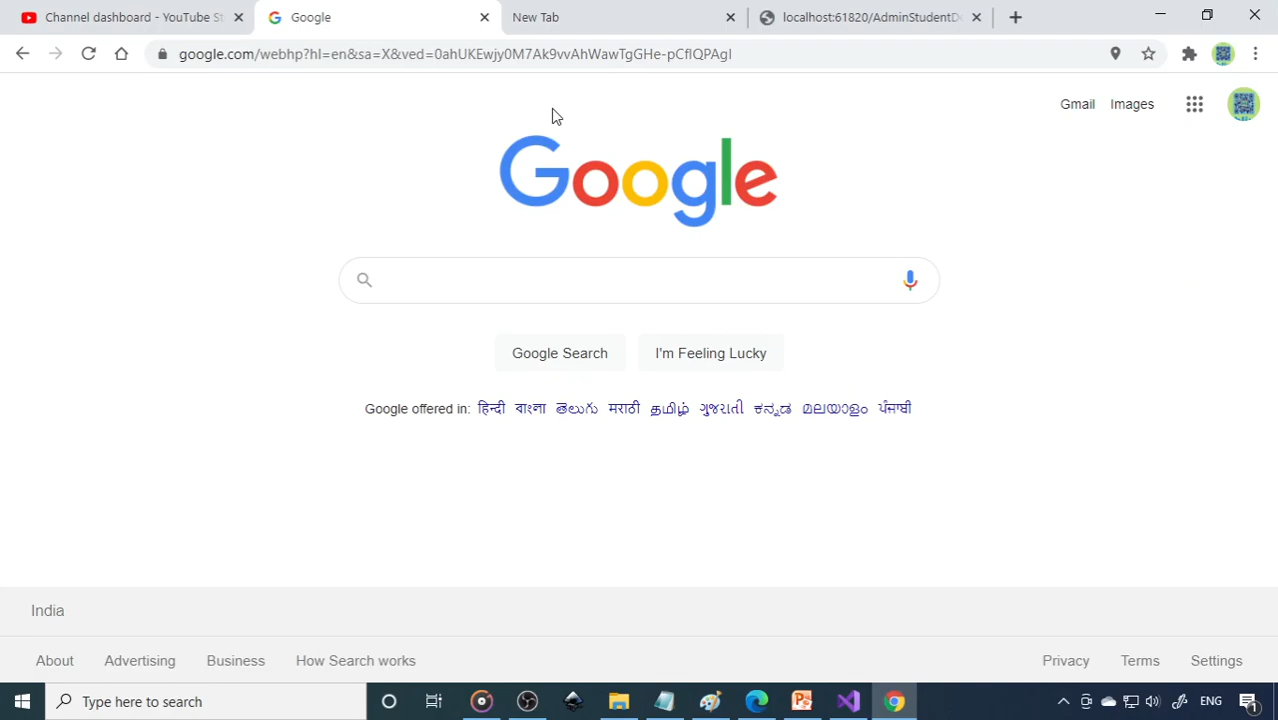 Channel dashboard - YouTube St
Google
New Tab
localhost:61820/AdminStudentD
google.com/webhp?hl=en&sa=X&ved=0ahUKEwjy0M7Ak9vvAhWawTgGHe-pCfIQPAgI
Gmail Images
Google
Google Search
I'm Feeling Lucky
Google offered in: हिन्दी বাংলা తెలుగు मराठी தமிழ் ગુજરાતી ಕನ್ನಡ മലയാളം ਪੰਜਾਬੀ
India
About Advertising Business How Search works
Privacy Terms Settings
Type here to search
ENG
1